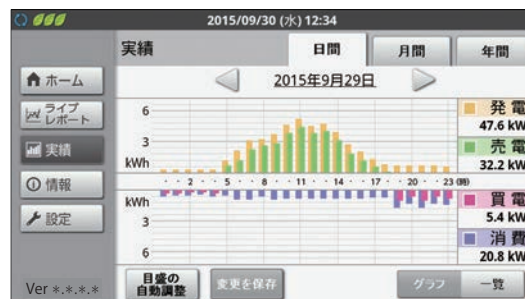 2015/09/30 (水) 12:34
実績
日間
月間
年間
ホーム
ライブ
レポート
実績
情報
設定
Ver *.*.*.*
2015年9月29日
6
3
kWh
・ ・ 2 ・ ・ 5 ・ ・ 8 ・ ・ 11 ・ ・ 14 ・ ・ 17 ・ ・ 20 ・ ・ 23 (時)
kWh
3
6
発電
47.6 kW
売電
32.2 kW
買電
5.4 kW
消費
20.8 kW
目盛の
自動調整
変更を保存
グラフ
一覧